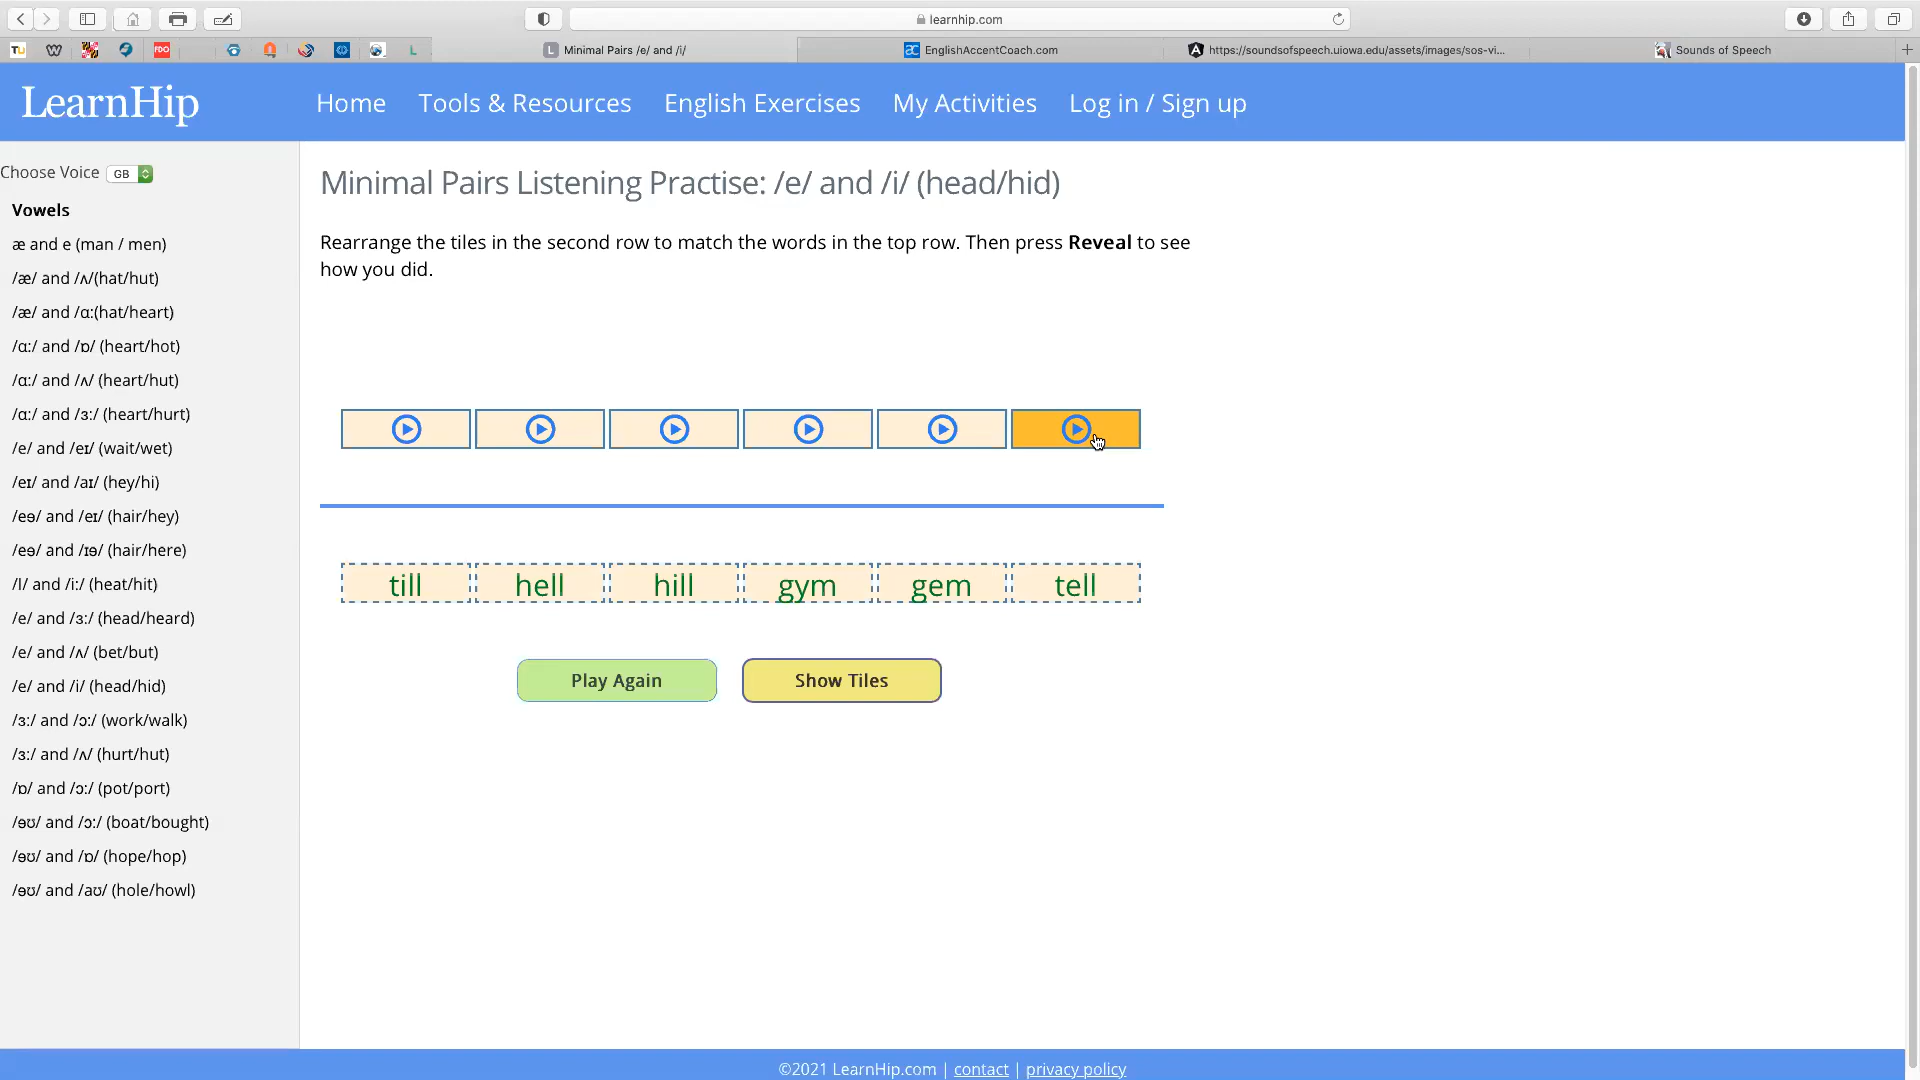 learnhip.com
Minimal Pairs /e/ and /i/
EnglishAccentCoach.com
https://soundsofspeech.uiowa.edu/assets/images/sos-vi...
Sounds of Speech
LearnHip
Home
Tools & Resources
English Exercises
My Activities
Log in / Sign up
Choose Voice GB
Vowels
æ and e (man / men)
/æ/ and /ʌ/(hat/hut)
/æ/ and /ɑ:(hat/heart)
/ɑ:/ and /ɒ/ (heart/hot)
/ɑ:/ and /ʌ/ (heart/hut)
/ɑ:/ and /ɜ:/ (heart/hurt)
/e/ and /eɪ/ (wait/wet)
/eɪ/ and /aɪ/ (hey/hi)
/eɘ/ and /eɪ/ (hair/hey)
/eɘ/ and /ɪɘ/ (hair/here)
/I/ and /i:/ (heat/hit)
/e/ and /ɜ:/ (head/heard)
/e/ and /ʌ/ (bet/but)
/e/ and /i/ (head/hid)
/ɜ:/ and /ɔ:/ (work/walk)
/ɜ:/ and /ʌ/ (hurt/hut)
/ɒ/ and /ɔ:/ (pot/port)
/ɘʊ/ and /ɔ:/ (boat/bought)
/ɘʊ/ and /ɒ/ (hope/hop)
/ɘʊ/ and /aʊ/ (hole/howl)
Minimal Pairs Listening Practise: /e/ and /i/ (head/hid)
Rearrange the tiles in the second row to match the words in the top row. Then press Reveal to see
how you did.
till hell hill gym gem tell
Play Again
Show Tiles
©2021 LearnHip.com | contact | privacy policy